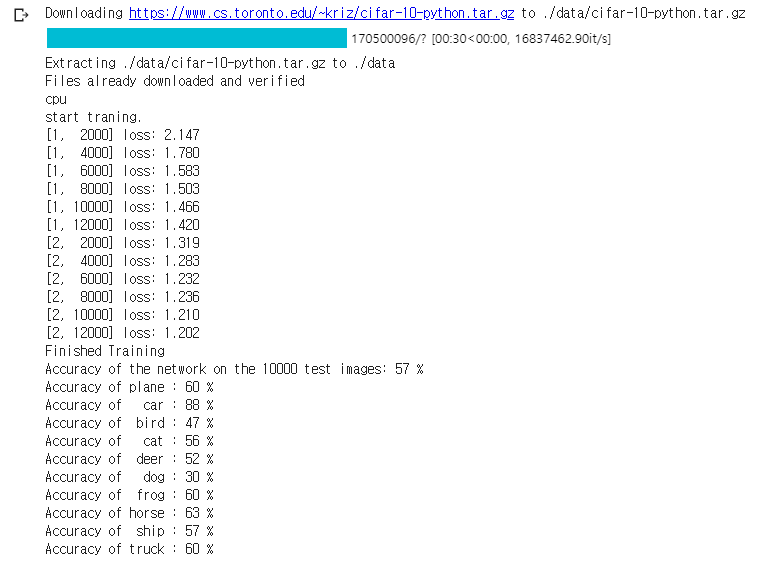 Downloading https://www.cs.toronto.edu/~kriz/cifar-10-python.tar.gz to ./data/cifar-10-python.tar.gz
170500096/? [00:30<00:00, 16837462.90it/s]
Extracting ./data/cifar-10-python.tar.gz to ./data
Files already downloaded and verified
cpu
start traning.
[1,  2000] loss: 2.147
[1,  4000] loss: 1.780
[1,  6000] loss: 1.583
[1,  8000] loss: 1.503
[1, 10000] loss: 1.466
[1, 12000] loss: 1.420
[2,  2000] loss: 1.319
[2,  4000] loss: 1.283
[2,  6000] loss: 1.232
[2,  8000] loss: 1.236
[2, 10000] loss: 1.210
[2, 12000] loss: 1.202
Finished Training
Accuracy of the network on the 10000 test images: 57 %
Accuracy of plane : 60 %
Accuracy of   car : 88 %
Accuracy of  bird : 47 %
Accuracy of   cat : 56 %
Accuracy of  deer : 52 %
Accuracy of   dog : 30 %
Accuracy of  frog : 60 %
Accuracy of horse : 63 %
Accuracy of  ship : 57 %
Accuracy of truck : 60 %